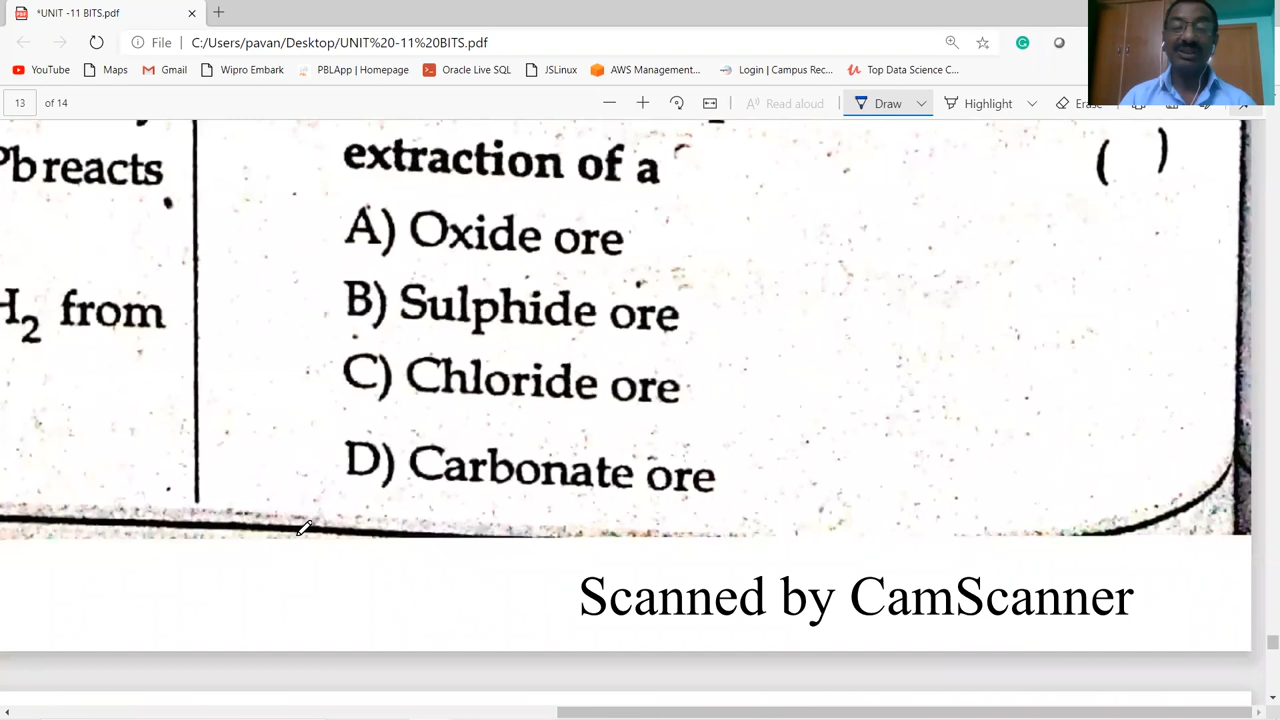 *UNIT -11 BITS.pdf
File | C:/Users/pavan/Desktop/UNIT%20-11%20BITS.pdf
YouTube Maps Gmail Wipro Embark PBLApp | Homepage Oracle Live SQL JSLinux AWS Management... Login | Campus Rec... Top Data Science C...
13 of 14 Read aloud Draw Highlight
Pb reacts
H2 from
extraction of a ( )
A) Oxide ore
B) Sulphide ore
C) Chloride ore
D) Carbonate ore
Scanned by CamScanner